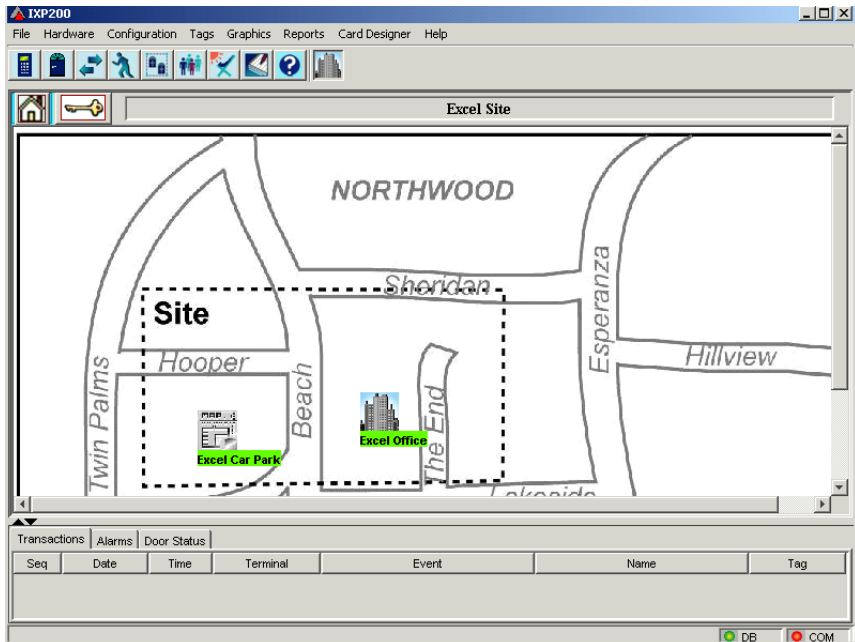 IXP200
File Hardware Configuration Tags Graphics Reports Card Designer Help
Excel Site
NORTHWOOD
Sheridan
Site
Esperanza
Hooper
Hillview
Twin Palms
Beach
The End
MAP
Excel Office
Excel Car Park
Lakeside
Transactions Alarms Door Status
Seq Date Time Terminal Event Name Tag
DB COM